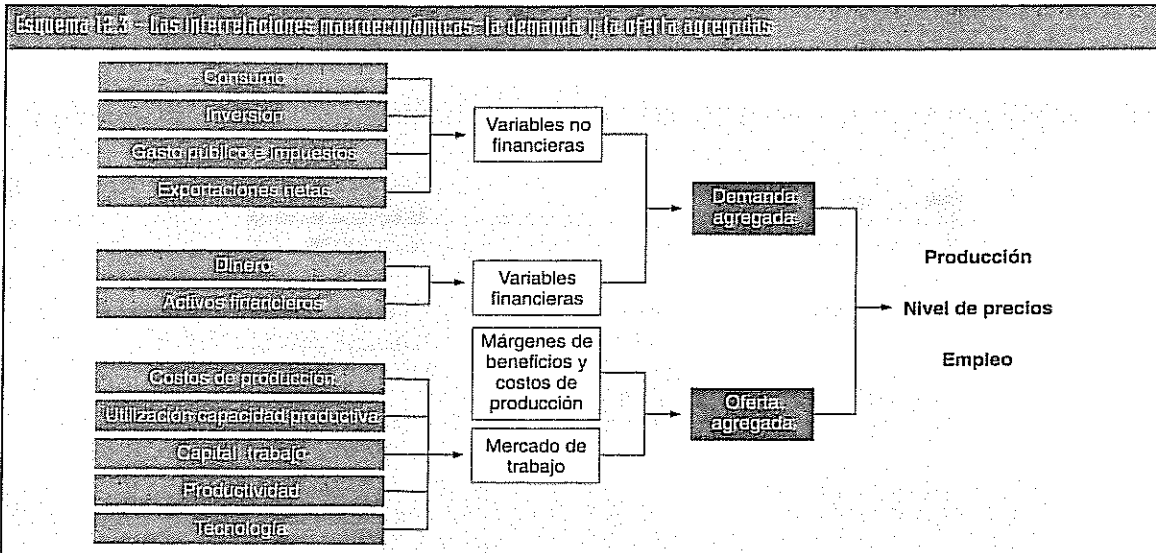 Esquema 12.3 - Las interrelaciones macroeconómicas: la demanda y la oferta agregadas
Consumo
Inversión
Gasto público e impuestos
Exportaciones netas
Variables no
financieras
Dinero
Activos financieros
Variables
financieras
Demanda
agregada
Márgenes de
beneficios y
costos de
producción
Costos de producción
Utilización capacidad productiva
Capital trabajo
Productividad
Tecnología
Mercado de
trabajo
Oferta
agregada
Producción
Nivel de precios
Empleo